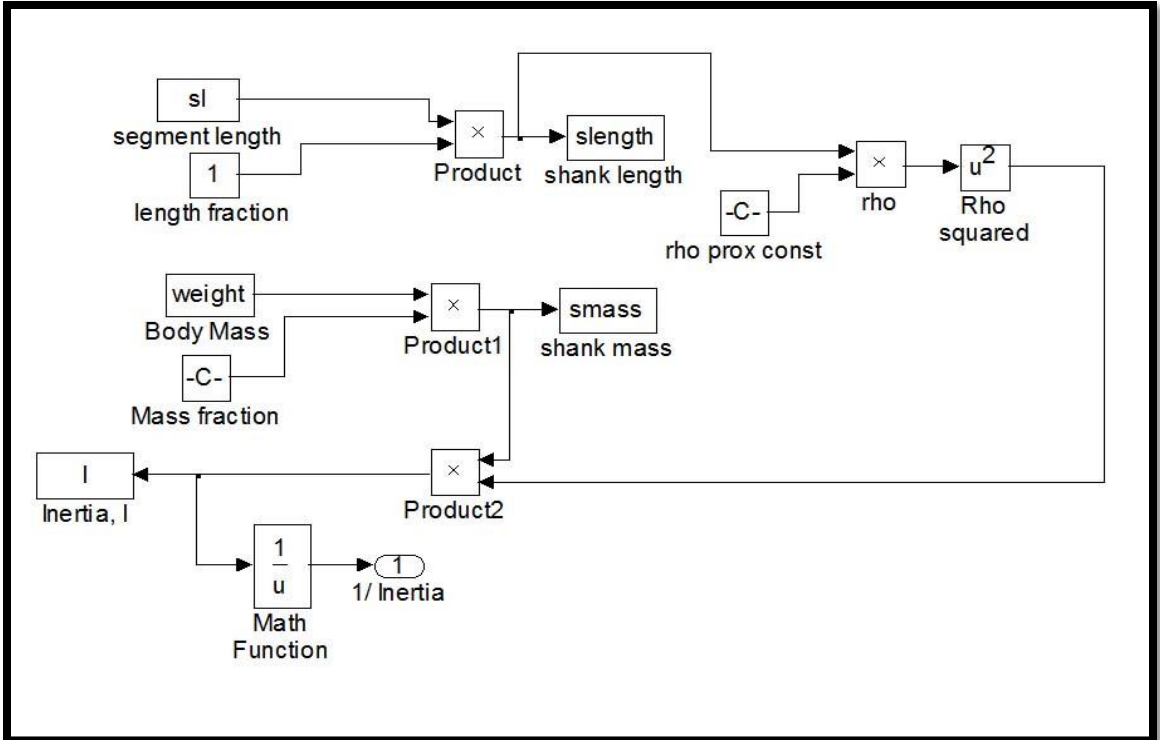 sl
segment length
1
length fraction
×
Product
slength
shank length
-C-
rho prox const
×
rho
u²
Rho
squared
weight
Body Mass
-C-
Mass fraction
×
Product1
smass
shank mass
I
Inertia, I
×
Product2
1
u
Math
Function
1
1/ Inertia